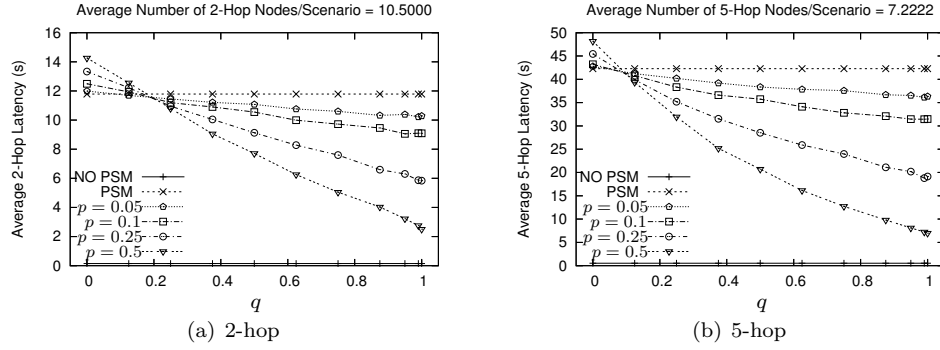 Average Number of 2-Hop Nodes/Scenario = 10.5000
16
14
12
10
8
6
4
2
0
Average 2-Hop Latency (s)
NO PSM
PSM
p = 0.05
p = 0.1
p = 0.25
p = 0.5
0 0.2 0.4 0.6 0.8 1
q
(a) 2-hop
Average Number of 5-Hop Nodes/Scenario = 7.2222
50
45
40
35
30
25
20
15
10
5
0
Average 5-Hop Latency (s)
NO PSM
PSM
p = 0.05
p = 0.1
p = 0.25
p = 0.5
0 0.2 0.4 0.6 0.8 1
q
(b) 5-hop